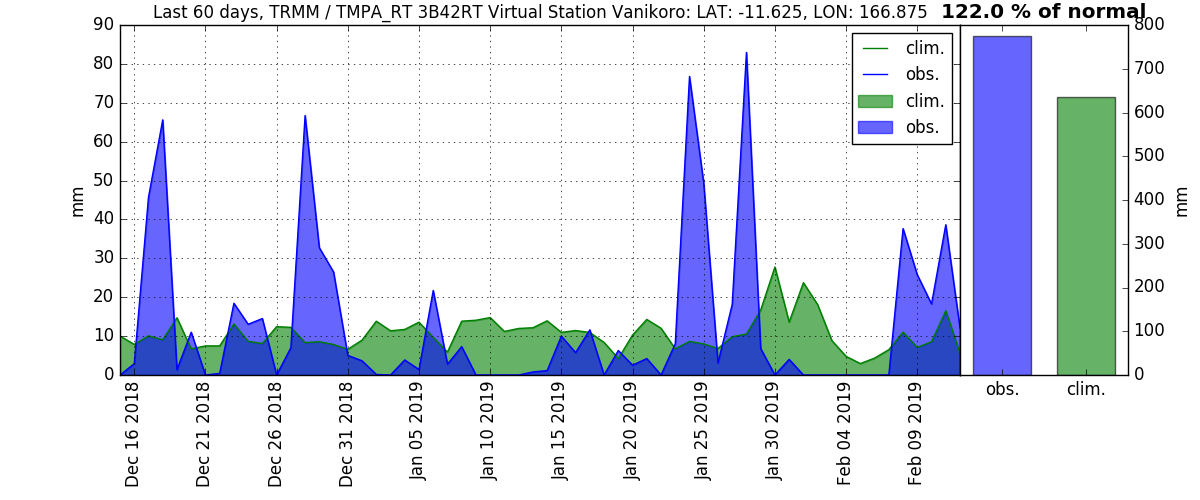 Last 60 days, TRMM / TMPA_RT 3B42RT Virtual Station Vanikoro: LAT: -11.625, LON: 166.875
122.0 % of normal
90
80
70
60
50
40
30
20
10
0
mm
clim.
obs.
clim.
obs.
Dec 16 2018
Dec 21 2018
Dec 26 2018
Dec 31 2018
Jan 05 2019
Jan 10 2019
Jan 15 2019
Jan 20 2019
Jan 25 2019
Jan 30 2019
Feb 04 2019
Feb 09 2019
800
700
600
500
400
300
200
100
0
mm
obs.
clim.